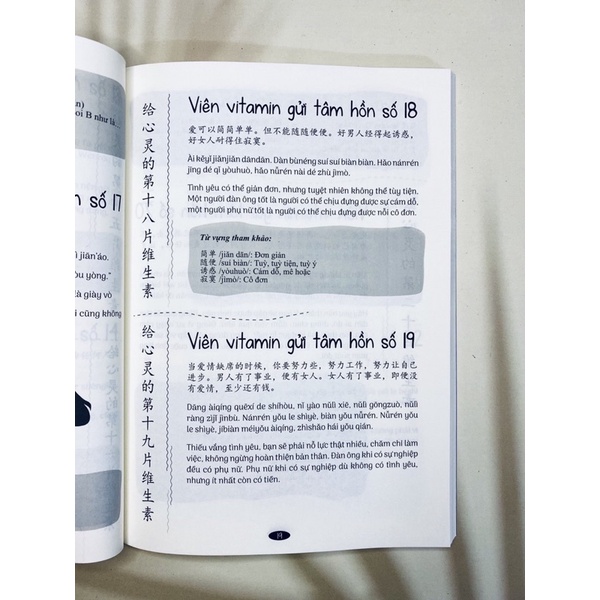 ān)
oi B như là...
n số 17
i jiān'áo.
òu yòng."
là giày vò
i cũng không
给心灵的第十八片维生素
Viên vitamin gửi tâm hồn số 18
爱可以简简单单。但不能随随便便。好男人经得起诱惑,
好女人耐得住寂寞。
Ài kěyǐ jiǎnjiǎn dāndān. Dàn bùnéng suí suí biàn biàn. Hǎo nánrén
jīng dé qǐ yòuhuò, hǎo nǚrén nài dé zhù jìmò.
Tình yêu có thể giản đơn, nhưng tuyệt nhiên không thể tùy tiện.
Một người đàn ông tốt là người có thể chịu đựng được sự cám dỗ,
một người phụ nữ tốt là người có thể chịu đựng được nỗi cô đơn.
Từ vựng tham khảo:
简单 /jiǎn dān/: Đơn giản
随便 /suí biàn/: Tuỳ, tuỳ tiện, tuỳ ý
诱惑 /yòuhuò/: Cám dỗ, mê hoặc
寂寞 /jìmò/: Cô đơn
给心灵的第十九片维生素
Viên vitamin gửi tâm hồn số 19
当爱情缺席的时候，你要努力些，努力工作，努力让自己
进步。男人有了事业，便有女人。女人有了事业，即便没
有爱情，至少还有钱。
Dāng àiqíng quēxí de shíhòu, nǐ yào nǔlì xiē, nǔlì gōngzuò, nǔlì
ràng zìjǐ jìnbù. Nánrén yǒu le shìyè, biàn yǒu nǚrén. Nǚrén yǒu
le shìyè, jíbiàn méiyǒu àiqíng, zhìshǎo hái yǒu qián.
Thiếu vắng tình yêu, bạn sẽ phải nỗ lực thật nhiều, chăm chỉ làm
việc, không ngừng hoàn thiện bản thân. Đàn ông khi có sự nghiệp
đều có phụ nữ. Phụ nữ khi có sự nghiệp dù không có tình yêu,
nhưng ít nhất còn có tiền.